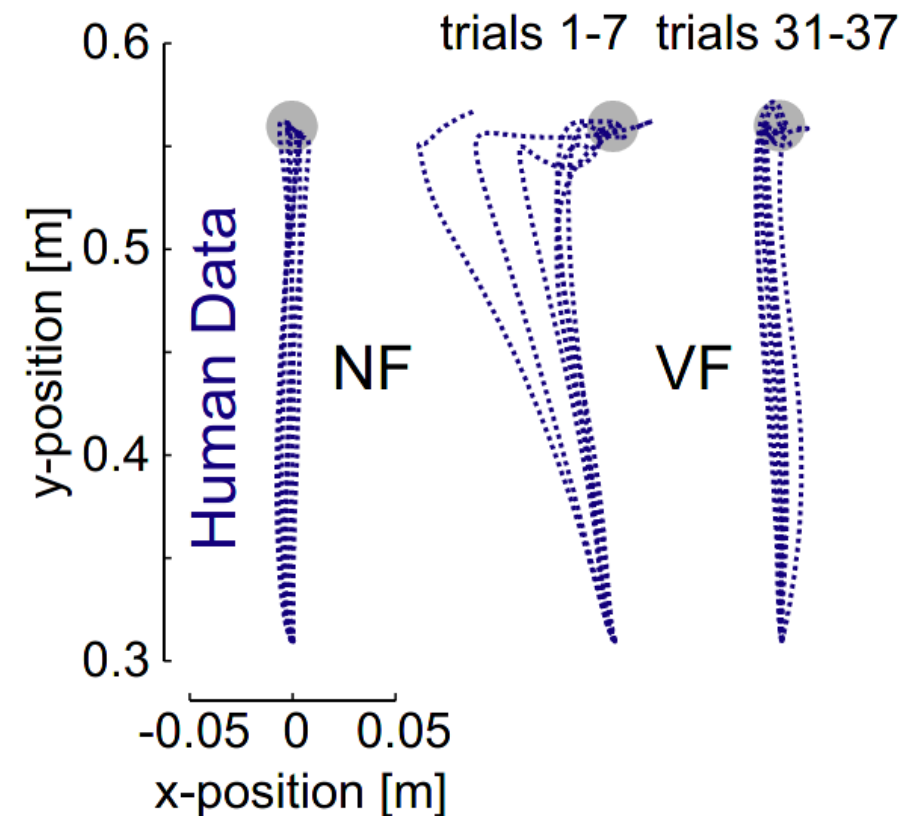 trials 1-7 trials 31-37
0.6
0.5
0.4
0.3
y-position [m]
Human Data
NF
VF
-0.05 0 0.05
x-position [m]